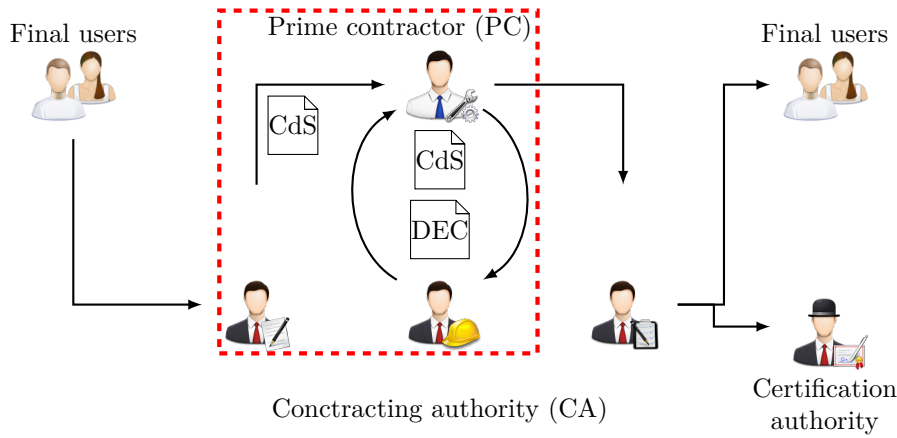 Prime contractor (PC)
Final users
Final users
CdS
CdS
DEC
Certification
authority
Conctracting authority (CA)